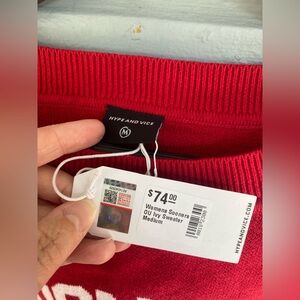 HYPE AND VICE
M
$74.00
Womens Sooners
OU Ivy Sweater
Medium
HYPEANDVICE.COM